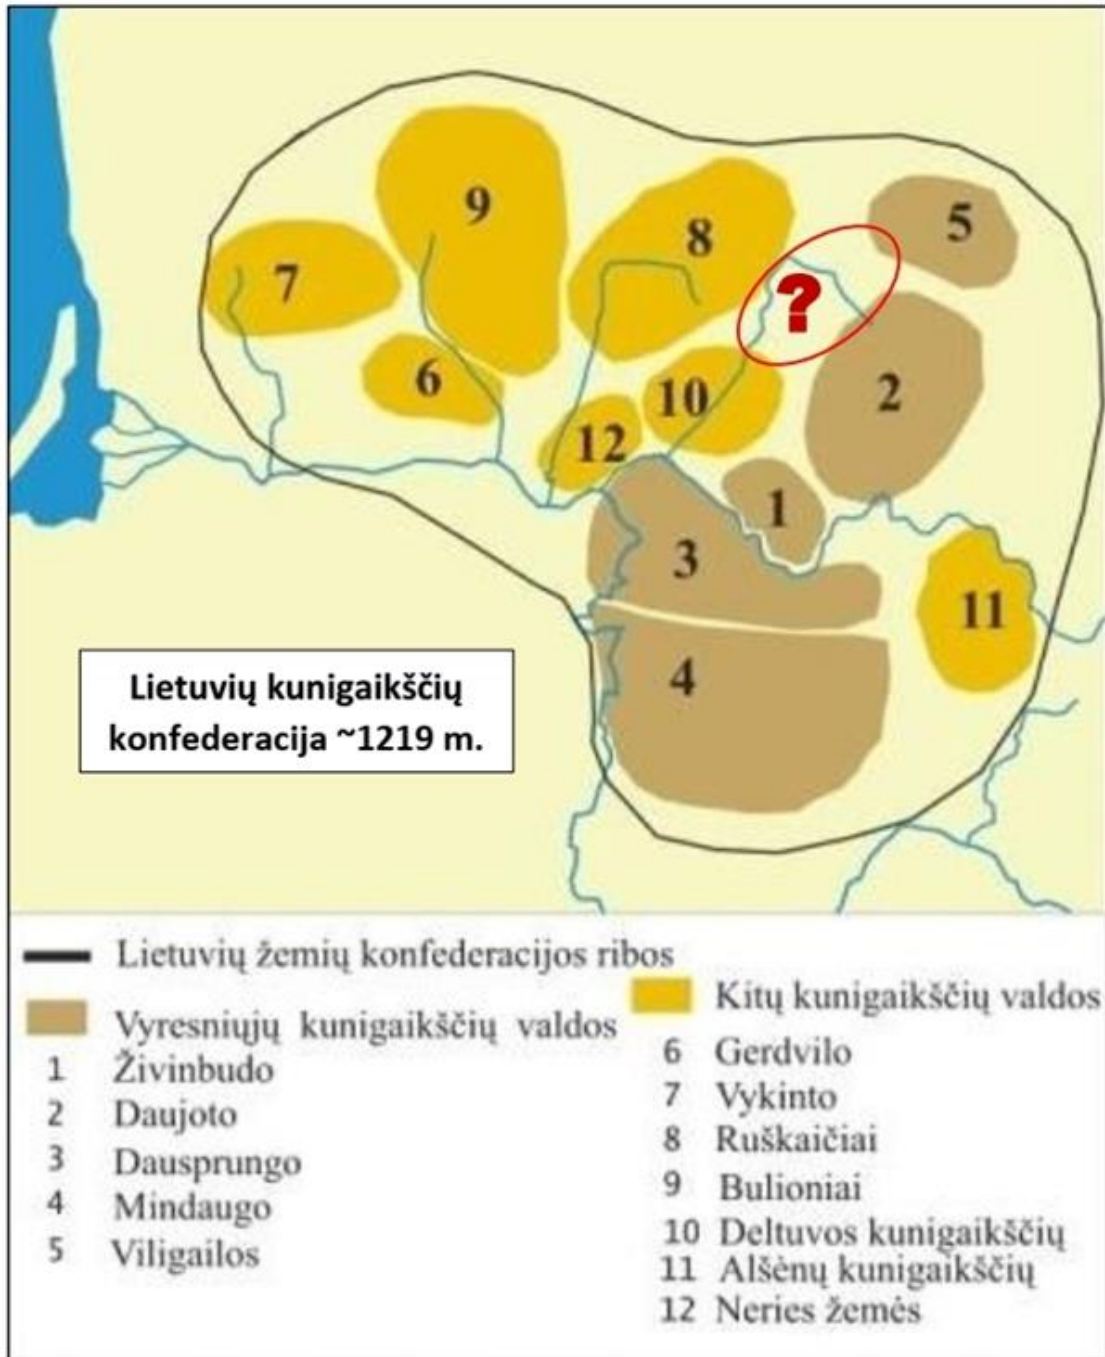 9
5
8
7
?
2
6
10
12
1
3
11
4
Lietuvių kunigaikščių
konfederacija ~1219 m.
Lietuvių žemių konfederacijos ribos
Vyresniųjų kunigaikščių valdos
1 Živinbudo
2 Daujoto
3 Dausprungo
4 Mindaugo
5 Viligailos
Kitų kunigaikščių valdos
6 Gerdvilo
7 Vykinto
8 Ruškaičiai
9 Bulioniai
10 Deltuvos kunigaikščių
11 Alšėnų kunigaikščių
12 Neries žemės